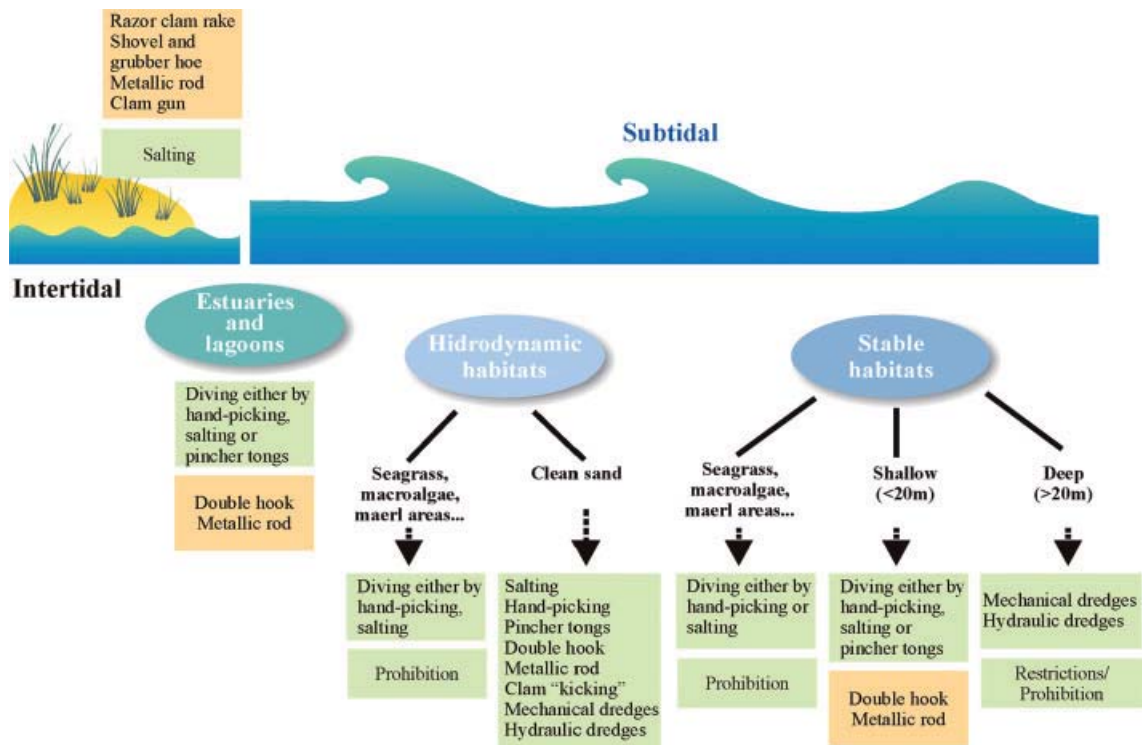 Razor clam rake
Shovel and
grubber hoe
Metallic rod
Clam gun
Salting
Subtidal
Intertidal
Estuaries
and
lagoons
Hidrodynamic
habitats
Stable
habitats
Diving either by
hand-picking,
salting or
pincher tongs
Double hook
Metallic rod
Seagrass,
macroalgae,
maerl areas...
Clean sand
Seagrass,
macroalgae,
maerl areas...
Shallow
(<20m)
Deep
(>20m)
Diving either by
hand-picking,
salting
Prohibition
Salting
Hand-picking
Pincher tongs
Double hook
Metallic rod
Clam “kicking”
Mechanical dredges
Hydraulic dredges
Diving either by
hand-picking or
salting
Prohibition
Diving either by
hand-picking,
salting or
pincher tongs
Double hook
Metallic rod
Mechanical dredges
Hydraulic dredges
Restrictions/
Prohibition